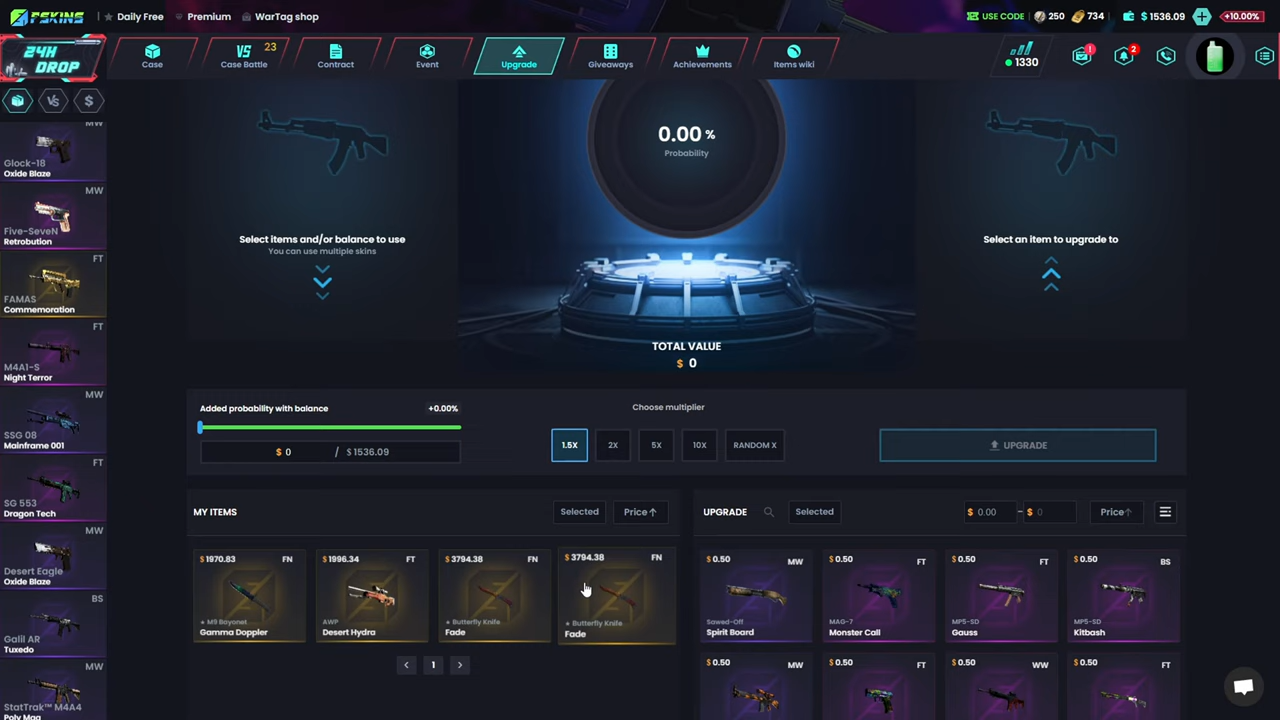 FSKINS
Daily Free
Premium
WarTag shop
USE CODE
250
734
$ 1536.09
+10.00%
24H
DROP
Case
VS
23
Case Battle
Contract
Event
Upgrade
Giveaways
Achievements
Items wiki
1330
1
2
VS
$
MW
Glock-18
Oxide Blaze
MW
Five-SeveN
Retrobution
FT
FAMAS
Commemoration
FT
M4A1-S
Night Terror
MW
SSG 08
Mainframe 001
FT
SG 553
Dragon Tech
MW
Desert Eagle
Oxide Blaze
BS
Galil AR
Tuxedo
MW
StatTrak™ M4A4
Poly Mag
0.00 %
Probability
Select items and/or balance to use
You can use multiple skins
Select an item to upgrade to
TOTAL VALUE
$ 0
Added probability with balance
+0.00%
$ 0 / $ 1536.09
Choose multiplier
1.5X
2X
5X
10X
RANDOM X
UPGRADE
MY ITEMS
Selected
Price
$ 1970.83 FN
★ M9 Bayonet
Gamma Doppler
$ 1996.34 FT
AWP
Desert Hydra
$ 3794.38 FN
★ Butterfly Knife
Fade
$ 3794.38 FN
★ Butterfly Knife
Fade
1
UPGRADE
Selected
$ 0.00 - $ 0
Price
$ 0.50 MW
Sawed-Off
Spirit Board
$ 0.50 FT
MAG-7
Monster Call
$ 0.50 FT
MP5-SD
Gauss
$ 0.50 BS
MP5-SD
Kitbash
$ 0.50 MW
$ 0.50 FT
$ 0.50 WW
$ 0.50 FT